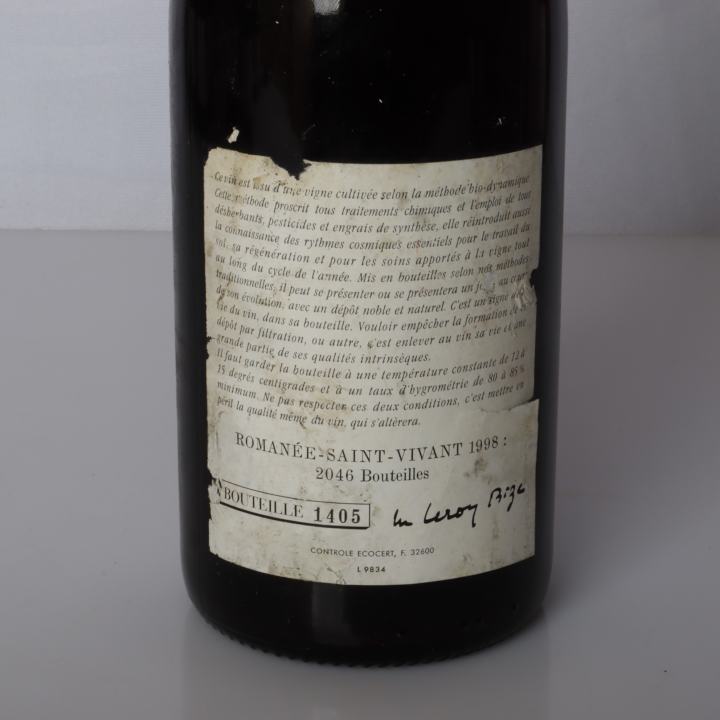 Ce vin est issu d'une vigne cultivée selon la méthode bio-dynamique
Cette méthode proscrit tous traitements chimiques et l'emploi de tous
désherbants, pesticides et engrais de synthèse, elle réintroduit aussi
la connaissance des rythmes cosmiques essentiels pour le travail du
sol, sa régénération et pour les soins apportés à la vigne tout
au long du cycle de l'année. Mis en bouteilles selon nos méthodes
traditionnelles, il peut se présenter ou se présentera un jour au cours
de son évolution, avec un dépôt noble et naturel. C'est un signe de la
vie du vin, dans sa bouteille. Vouloir empêcher la formation de ce
dépôt par filtration, ou autre, c'est enlever au vin sa vie et une
grande partie de ses qualités intrinsèques.
Il faut garder la bouteille à une température constante de 12 à
15 degrés centigrades et à un taux d'hygrométrie de 80 à 85 %
minimum. Ne pas respecter ces deux conditions, c'est mettre en
péril la qualité même du vin, qui s'altèrera.
ROMANÉE-SAINT-VIVANT 1998 :
2046 Bouteilles
BOUTEILLE 1405
Leroy Bize
CONTROLE ECOCERT, F. 32600
L 9834